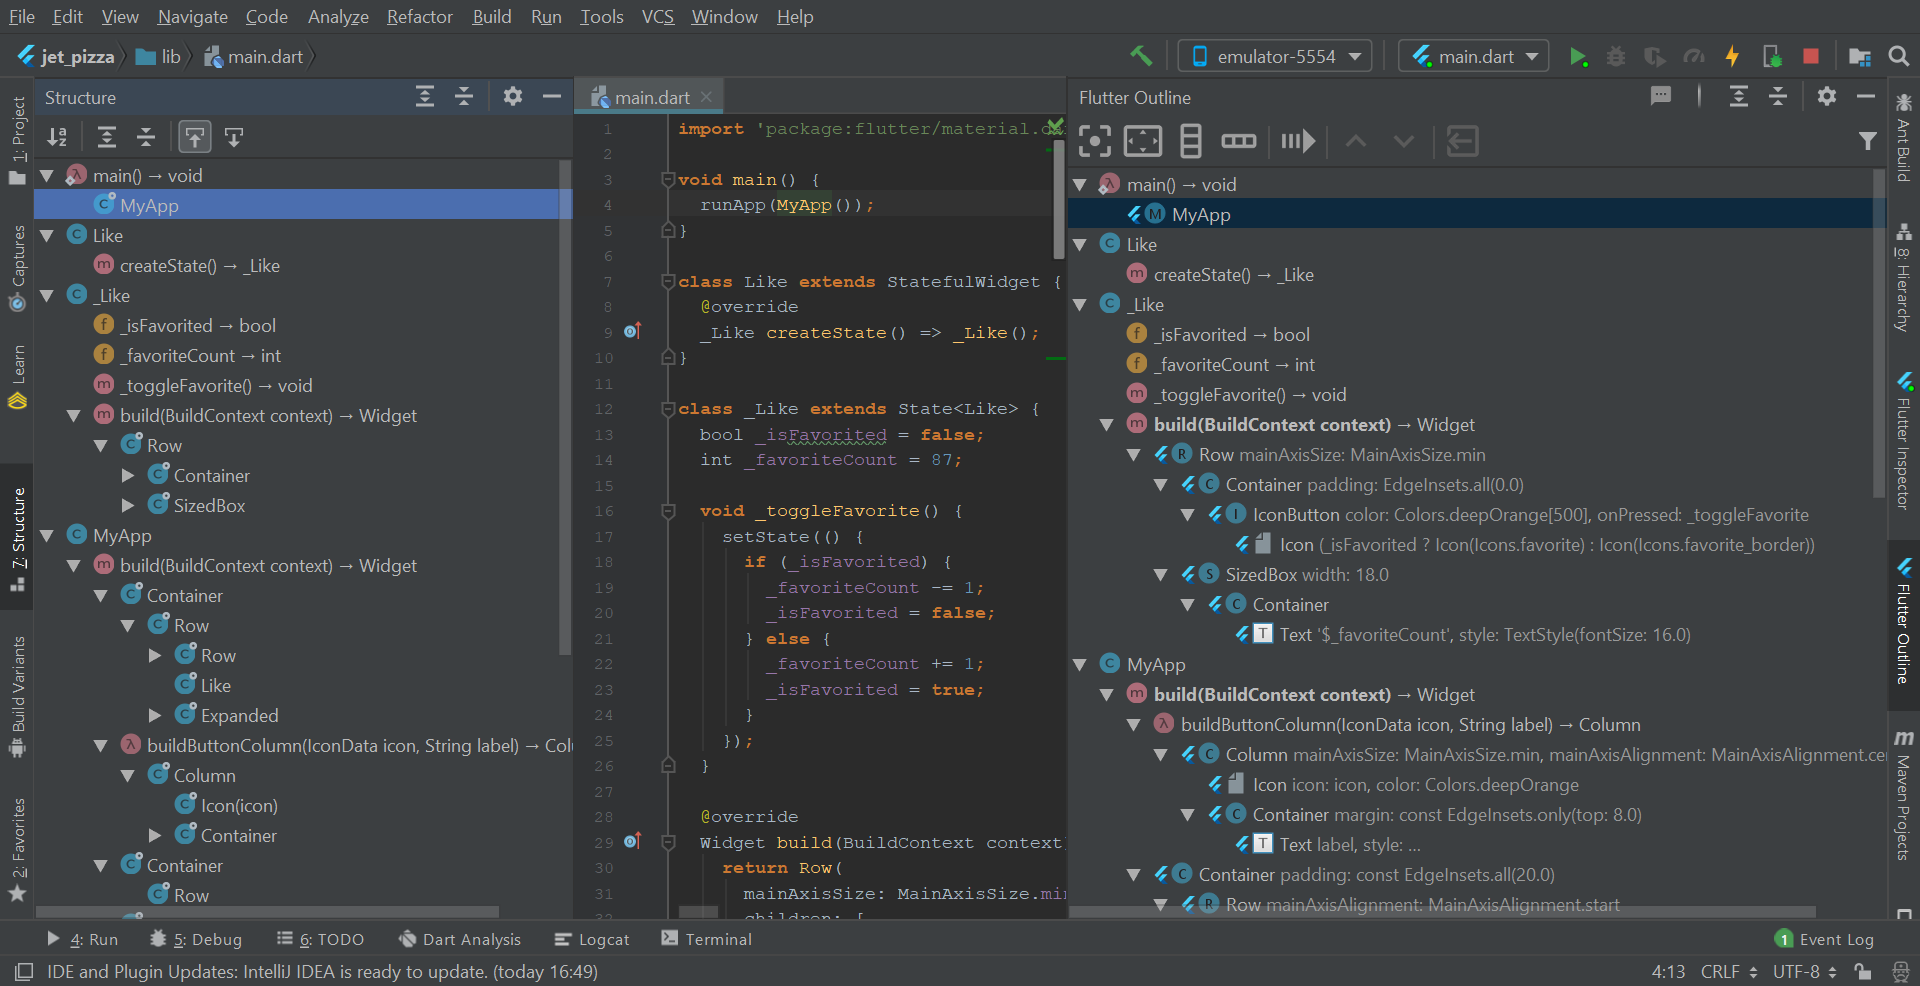 File Edit View Navigate Code Analyze Refactor Build Run Tools VCS Window Help
jet_pizza lib main.dart emulator-5554 main.dart
1: Project
Captures
Learn
7: Structure
Build Variants
2: Favorites
Structure
main() → void
MyApp
Like
createState() → _Like
_Like
_isFavorited → bool
_favoriteCount → int
_toggleFavorite() → void
build(BuildContext context) → Widget
Row
Container
SizedBox
MyApp
build(BuildContext context) → Widget
Container
Row
Row
Like
Expanded
buildButtonColumn(IconData icon, String label) → Colu
Column
Icon(icon)
Container
Container
Row
main.dart
1 import 'package:flutter/material.da
2
3 void main() {
4 runApp(MyApp());
5 }
6
7 class Like extends StatefulWidget {
8 @override
9 _Like createState() => _Like();
10 }
11
12 class _Like extends State<Like> {
13 bool _isFavorited = false;
14 int _favoriteCount = 87;
15
16 void _toggleFavorite() {
17 setState(() {
18 if (_isFavorited) {
19 _favoriteCount -= 1;
20 _isFavorited = false;
21 } else {
22 _favoriteCount += 1;
23 _isFavorited = true;
24 }
25 });
26 }
27
28 @override
29 Widget build(BuildContext context)
30 return Row(
31 mainAxisSize: MainAxisSize.min
32 children: [
Flutter Outline
main() → void
MyApp
Like
createState() → _Like
_Like
_isFavorited → bool
_favoriteCount → int
_toggleFavorite() → void
build(BuildContext context) → Widget
Row mainAxisSize: MainAxisSize.min
Container padding: EdgeInsets.all(0.0)
IconButton color: Colors.deepOrange[500], onPressed: _toggleFavorite
Icon (_isFavorited ? Icon(Icons.favorite) : Icon(Icons.favorite_border))
SizedBox width: 18.0
Container
Text '$_favoriteCount', style: TextStyle(fontSize: 16.0)
MyApp
build(BuildContext context) → Widget
buildButtonColumn(IconData icon, String label) → Column
Column mainAxisSize: MainAxisSize.min, mainAxisAlignment: MainAxisAlignment.ce
Icon icon: icon, color: Colors.deepOrange
Container margin: const EdgeInsets.only(top: 8.0)
Text label, style: ...
Container padding: const EdgeInsets.all(20.0)
Row mainAxisAlignment: MainAxisAlignment.start
Ant Build
8: Hierarchy
Flutter Inspector
Flutter Outline
Maven Projects
4: Run 5: Debug 6: TODO Dart Analysis Logcat Terminal 1 Event Log
IDE and Plugin Updates: IntelliJ IDEA is ready to update. (today 16:49) 4:13 CRLF UTF-8